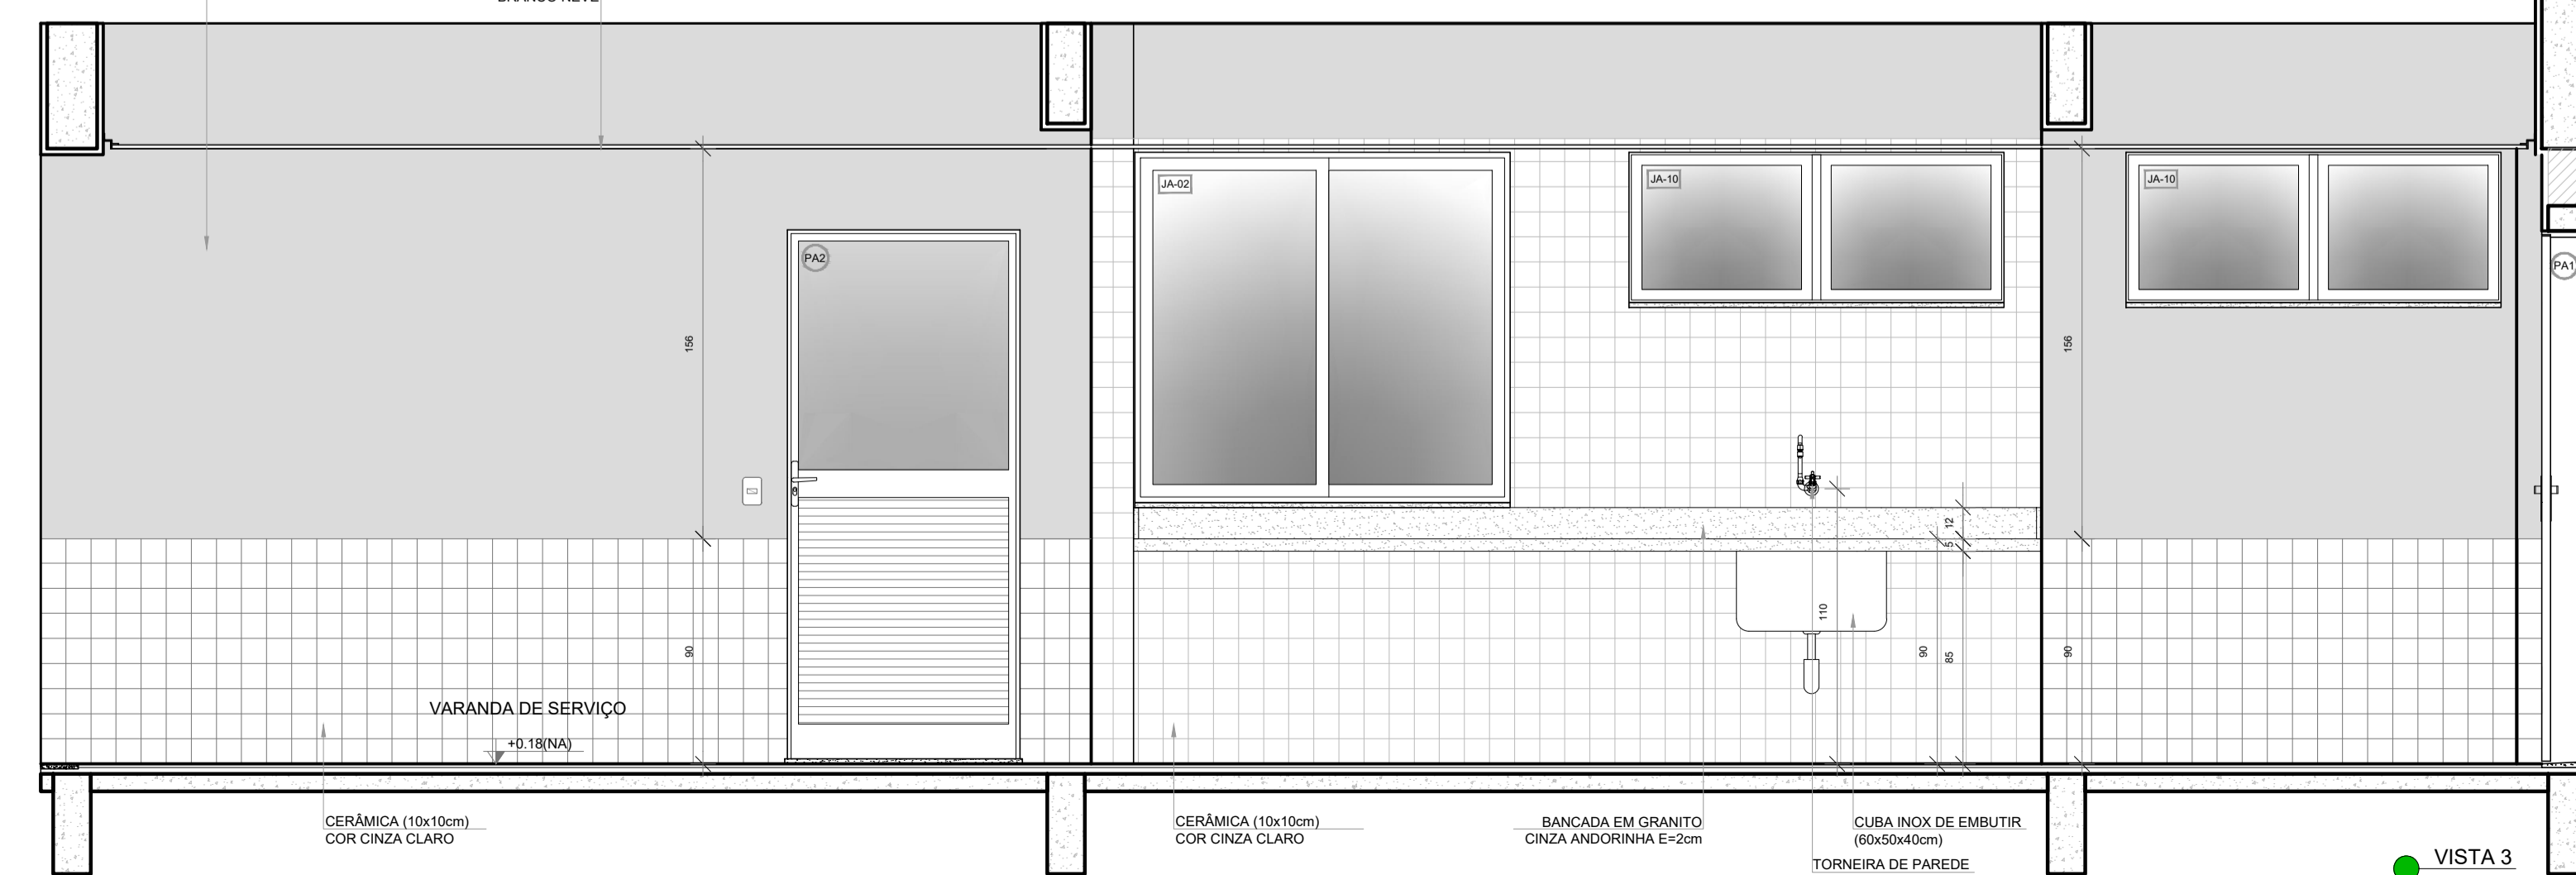 BRANCO NEVE
JA-02
JA-10
JA-10
PA2
PA1
156
156
12
5
110
90
90
85
90
VARANDA DE SERVIÇO
+0.18(NA)
CERÂMICA (10x10cm)
COR CINZA CLARO
CERÂMICA (10x10cm)
COR CINZA CLARO
BANCADA EM GRANITO
CINZA ANDORINHA E=2cm
CUBA INOX DE EMBUTIR
(60x50x40cm)
TORNEIRA DE PAREDE
VISTA 3